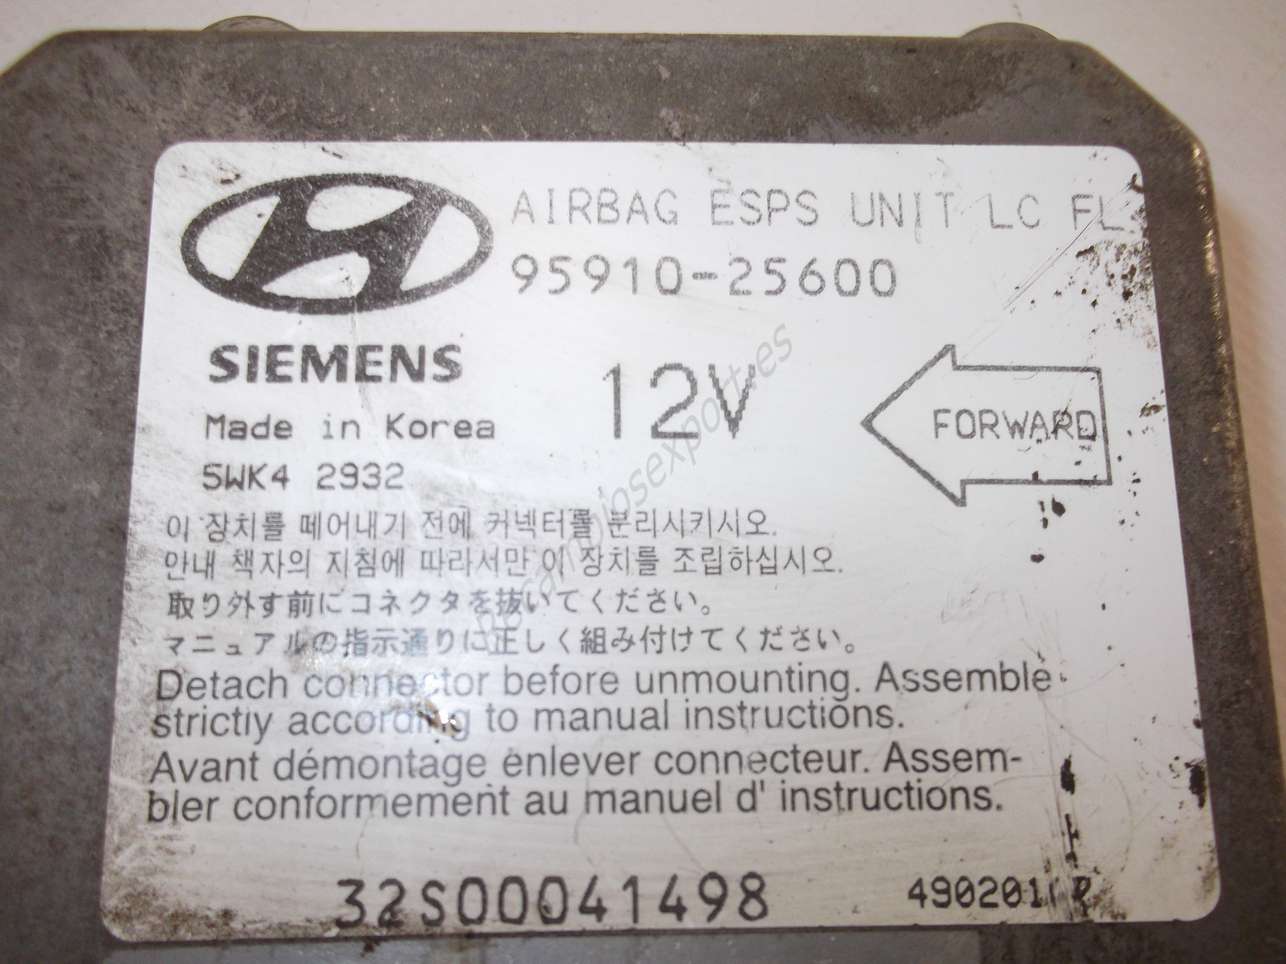 AIRBAG ESPS UNIT LC FL
95910-25600
SIEMENS
12V
FORWARD
Made in Korea
5WK4 2932
이 장치를 떼어내기 전에 커넥터를 분리시키시오.
안내 책자의 지침에 따라서만 이 장치를 조립하십시오.
取り外す前にコネクタを抜いてください。
マニュアルの指示通りに正しく組み付けてください。
Detach connector before unmounting. Assemble
strictly according to manual instructions.
Avant démontage enlever connecteur. Assem-
bler conformement au manuel d' instructions.
32S00041498